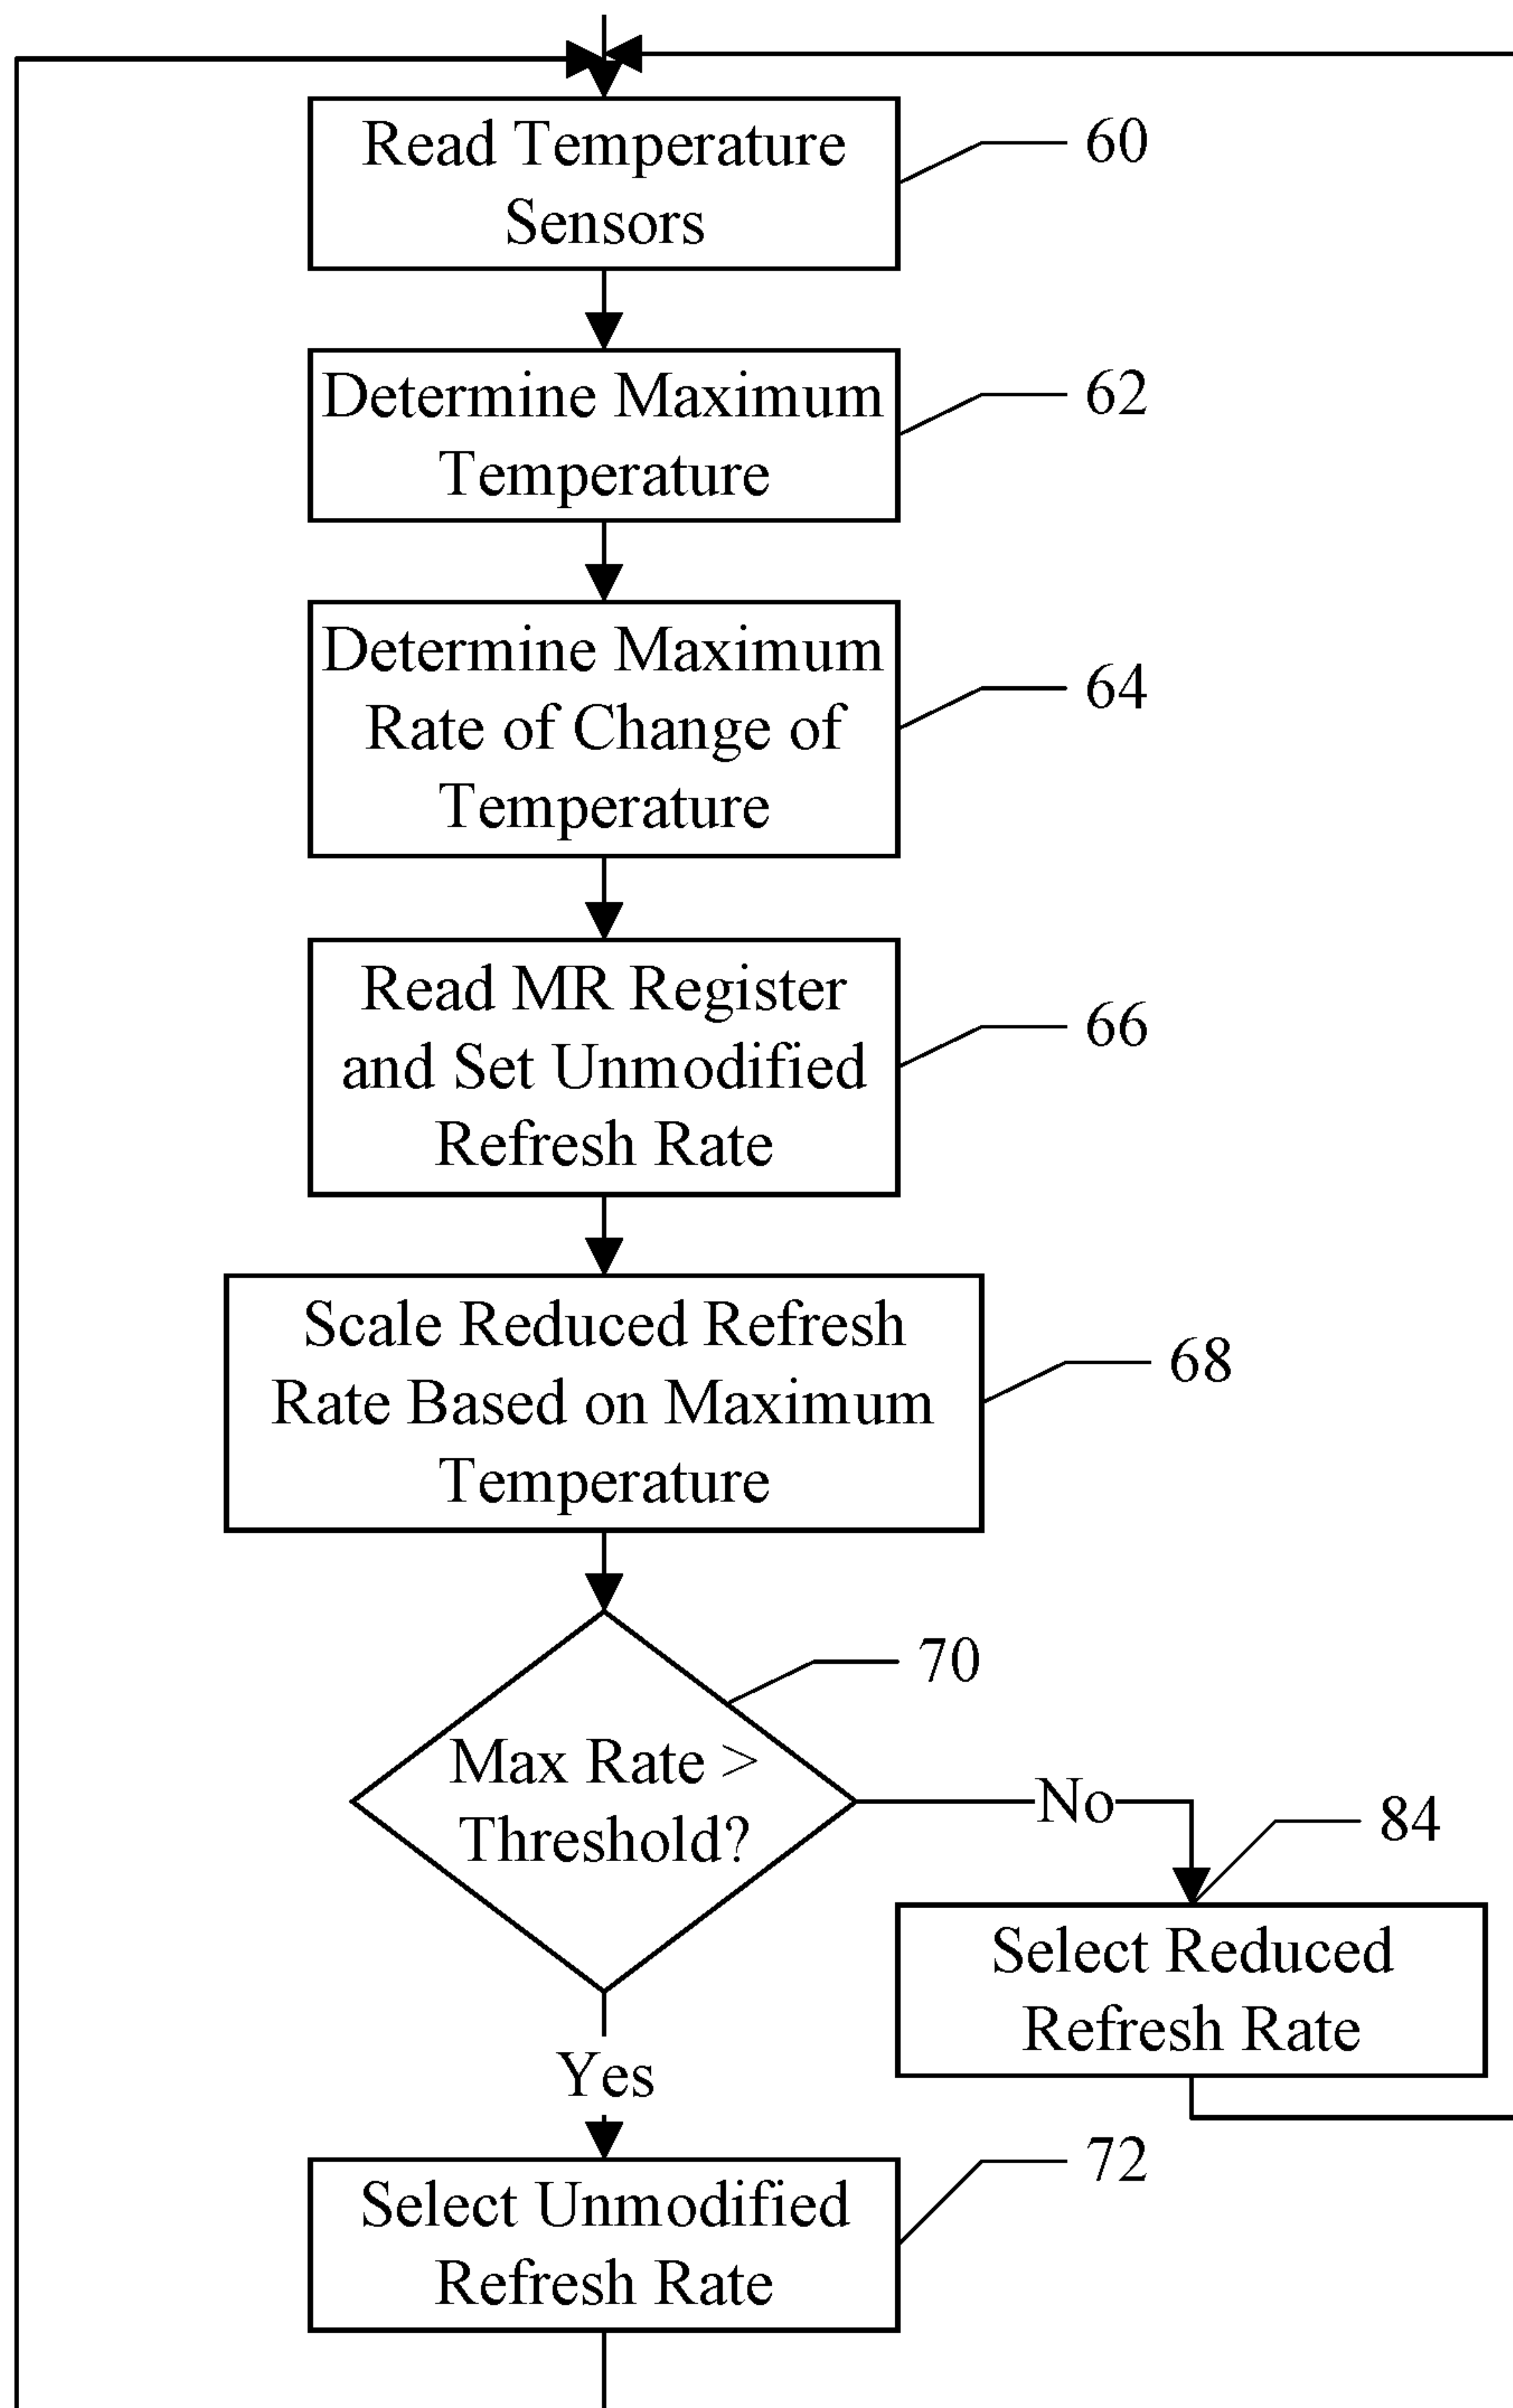 Read Temperature
Sensors
60
Determine Maximum
Temperature
62
Determine Maximum
Rate of Change of
Temperature
64
Read MR Register
and Set Unmodified
Refresh Rate
66
Scale Reduced Refresh
Rate Based on Maximum
Temperature
68
70
Max Rate >
Threshold?
No
84
Select Reduced
Refresh Rate
Yes
72
Select Unmodified
Refresh Rate